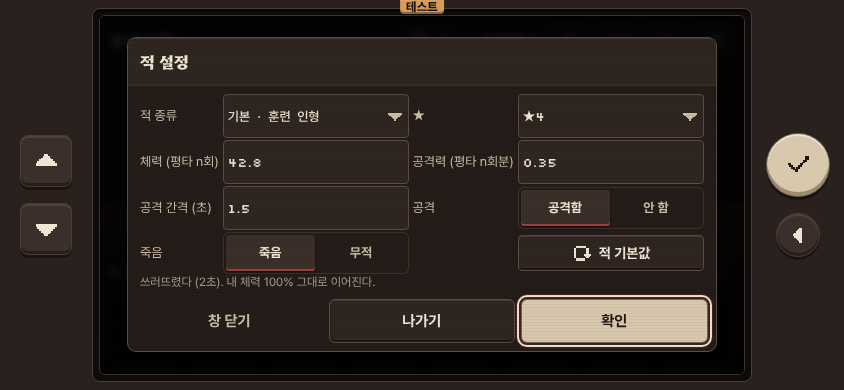 테스트
적 설정
적 종류 기본 · 훈련 인형 ★ ★4
체력 (평타 n회) 42.8 공격력 (평타 n회분) 0.35
공격 간격 (초) 1.5 공격 공격함 안 함
죽음 죽음 무적 적 기본값
쓰러뜨렸다 (2초). 내 체력 100% 그대로 이어진다.
창 닫기 나가기 확인